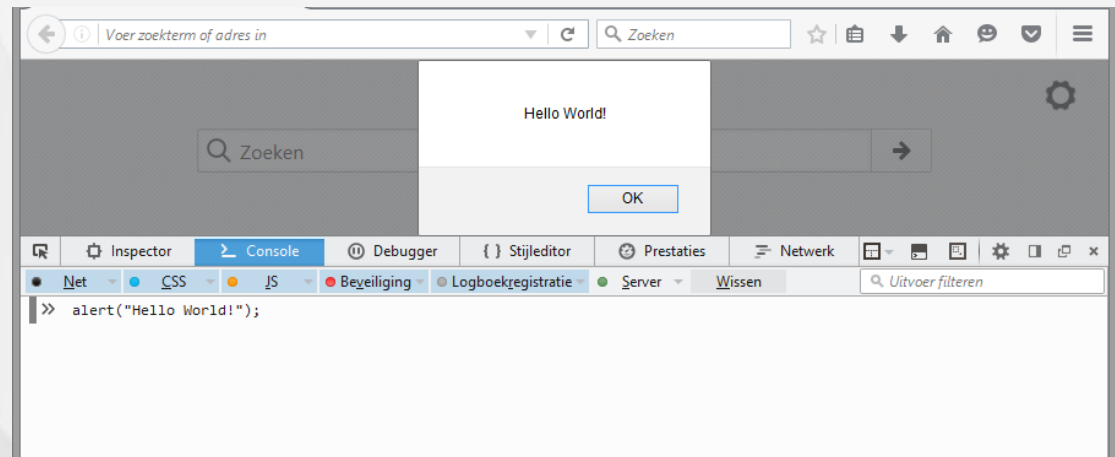 Voer zoekterm of adres in
Zoeken
Hello World!
Zoeken
OK
Inspector Console Debugger { } Stijleditor Prestaties Netwerk
Net CSS JS Beveiliging Logboekregistratie Server Wissen Uitvoer filteren
» alert("Hello World!");